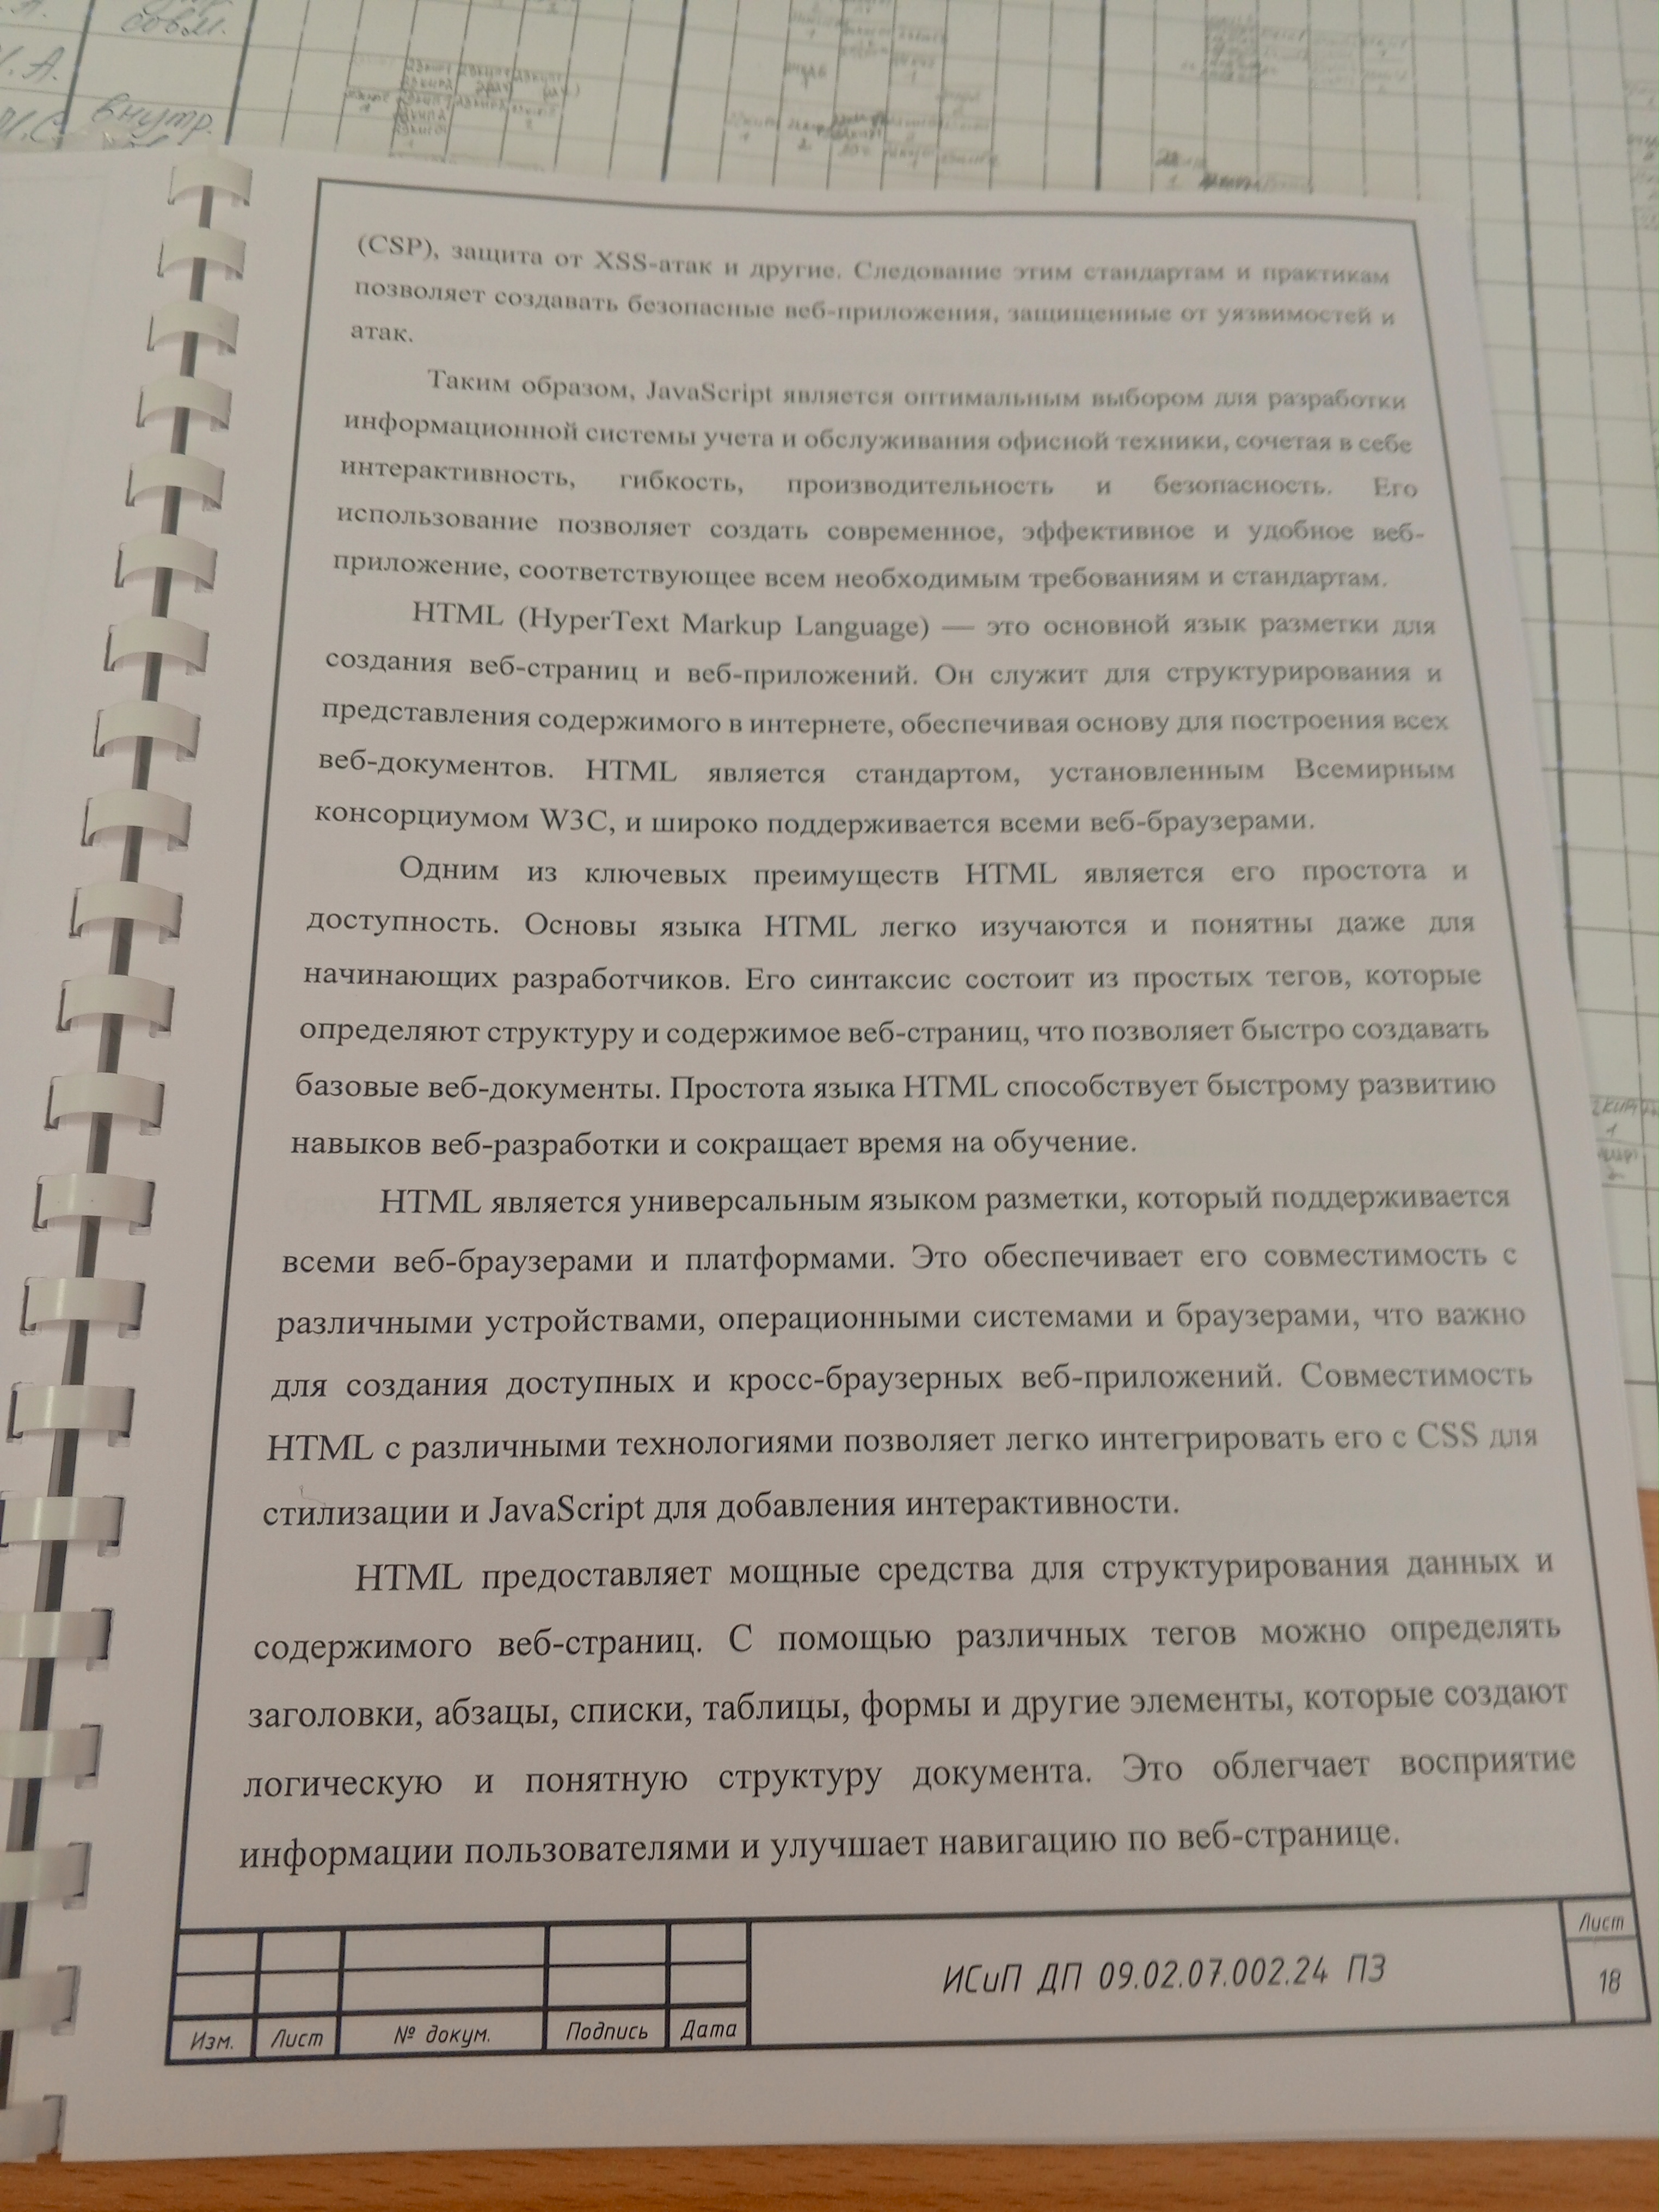 совм.
внутр.
(CSP), защита от XSS-атак и другие. Следование этим стандартам и практикам
позволяет создавать безопасные веб-приложения, защищенные от уязвимостей и
атак.
Таким образом, JavaScript является оптимальным выбором для разработки
информационной системы учета и обслуживания офисной техники, сочетая в себе
интерактивность, гибкость, производительность и безопасность. Его
использование позволяет создать современное, эффективное и удобное веб-
приложение, соответствующее всем необходимым требованиям и стандартам.
HTML (HyperText Markup Language) — это основной язык разметки для
создания веб-страниц и веб-приложений. Он служит для структурирования и
представления содержимого в интернете, обеспечивая основу для построения всех
веб-документов. HTML является стандартом, установленным Всемирным
консорциумом W3C, и широко поддерживается всеми веб-браузерами.
Одним из ключевых преимуществ HTML является его простота и
доступность. Основы языка HTML легко изучаются и понятны даже для
начинающих разработчиков. Его синтаксис состоит из простых тегов, которые
определяют структуру и содержимое веб-страниц, что позволяет быстро создавать
базовые веб-документы. Простота языка HTML способствует быстрому развитию
навыков веб-разработки и сокращает время на обучение.
HTML является универсальным языком разметки, который поддерживается
всеми веб-браузерами и платформами. Это обеспечивает его совместимость с
различными устройствами, операционными системами и браузерами, что важно
для создания доступных и кросс-браузерных веб-приложений. Совместимость
HTML с различными технологиями позволяет легко интегрировать его с CSS для
стилизации и JavaScript для добавления интерактивности.
HTML предоставляет мощные средства для структурирования данных и
содержимого веб-страниц. С помощью различных тегов можно определять
заголовки, абзацы, списки, таблицы, формы и другие элементы, которые создают
логическую и понятную структуру документа. Это облегчает восприятие
информации пользователями и улучшает навигацию по веб-странице.
ИСиП ДП 09.02.07.002.24 ПЗ
Лист
18
Изм. Лист № докум. Подпись Дата